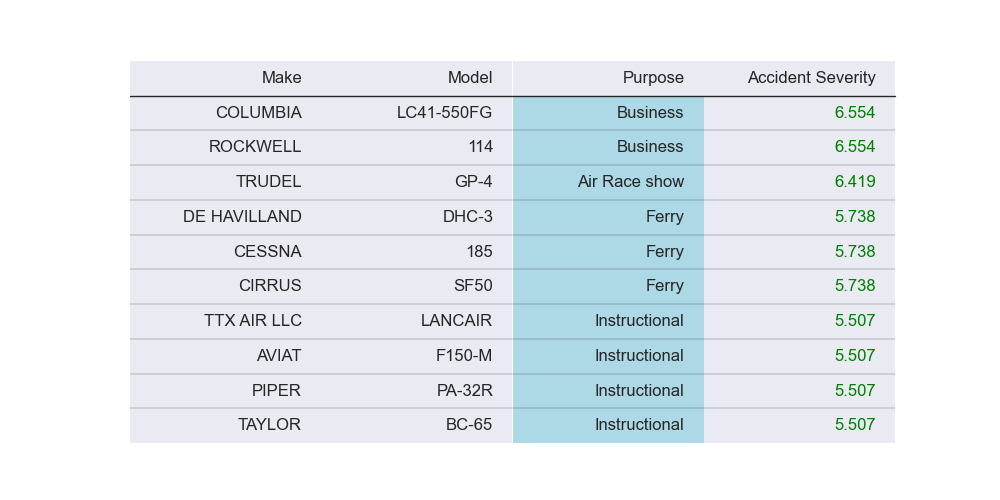 Make Model Purpose Accident Severity
COLUMBIA LC41-550FG Business 6.554
ROCKWELL 114 Business 6.554
TRUDEL GP-4 Air Race show 6.419
DE HAVILLAND DHC-3 Ferry 5.738
CESSNA 185 Ferry 5.738
CIRRUS SF50 Ferry 5.738
TTX AIR LLC LANCAIR Instructional 5.507
AVIAT F150-M Instructional 5.507
PIPER PA-32R Instructional 5.507
TAYLOR BC-65 Instructional 5.507